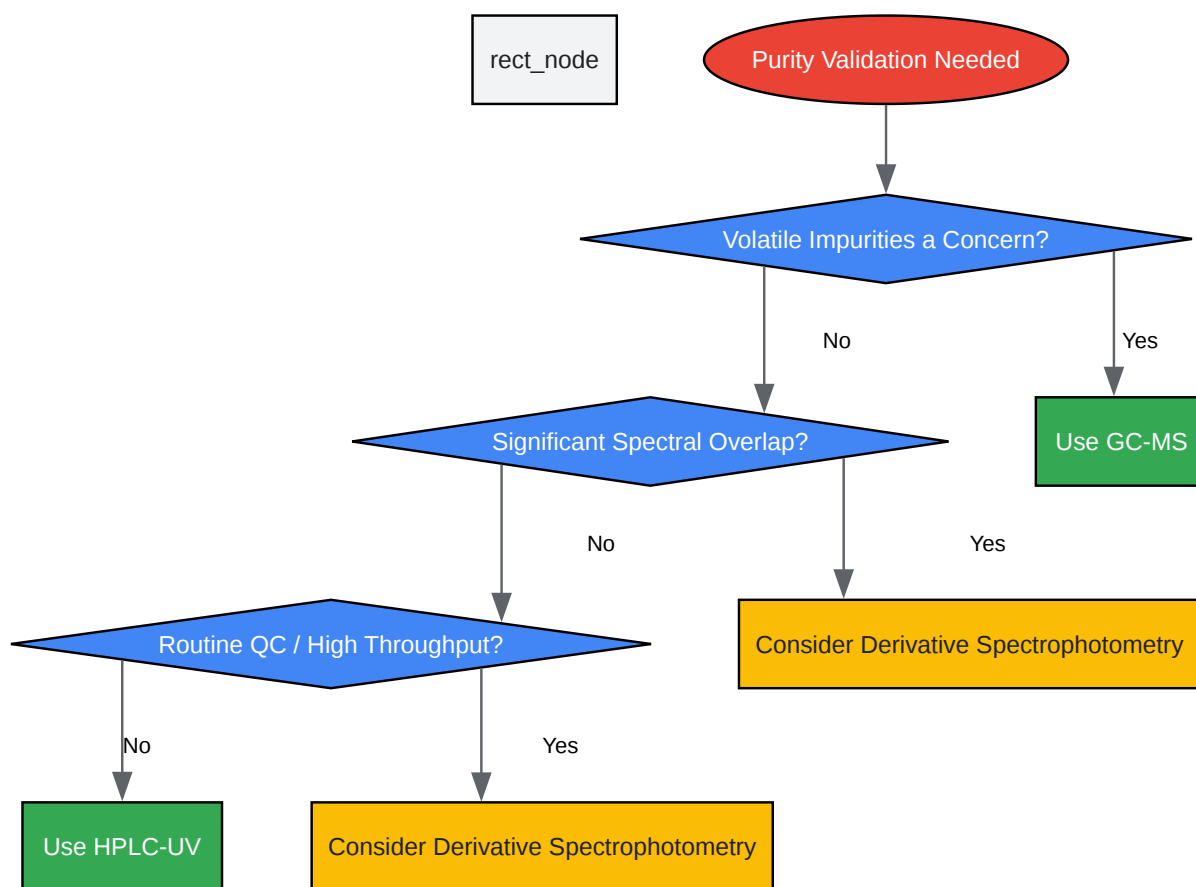 rect_node
Purity Validation Needed
Volatile Impurities a Concern?
No
Yes
Significant Spectral Overlap?
Use GC-MS
No
Yes
Routine QC / High Throughput?
Consider Derivative Spectrophotometry
No
Yes
Use HPLC-UV
Consider Derivative Spectrophotometry